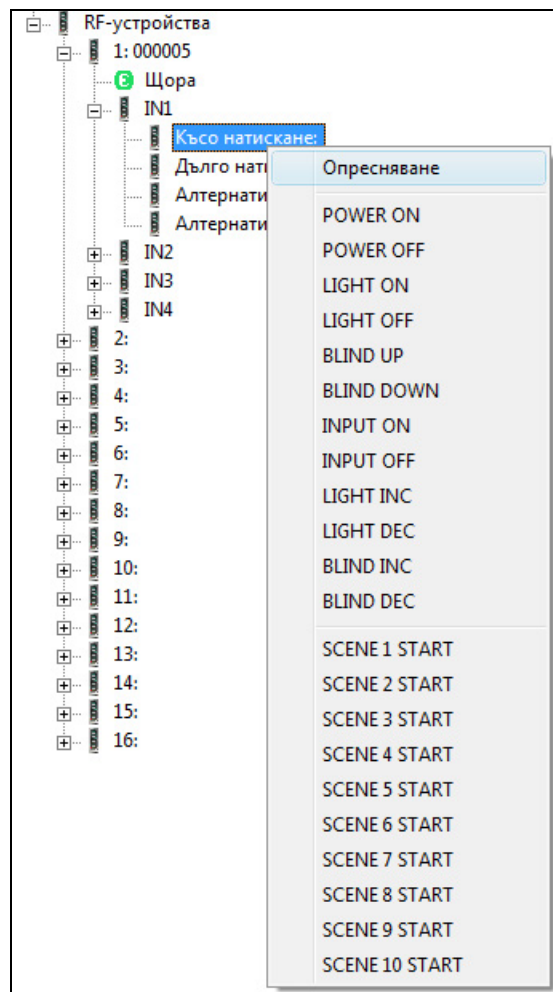 RF-устройства
1: 000005
Щора
IN1
Късо натискане:
Дълго нат
Алтернати
Алтернати
IN2
IN3
IN4
2:
3:
4:
5:
6:
7:
8:
9:
10:
11:
12:
13:
14:
15:
16:
Опресняване
POWER ON
POWER OFF
LIGHT ON
LIGHT OFF
BLIND UP
BLIND DOWN
INPUT ON
INPUT OFF
LIGHT INC
LIGHT DEC
BLIND INC
BLIND DEC
SCENE 1 START
SCENE 2 START
SCENE 3 START
SCENE 4 START
SCENE 5 START
SCENE 6 START
SCENE 7 START
SCENE 8 START
SCENE 9 START
SCENE 10 START